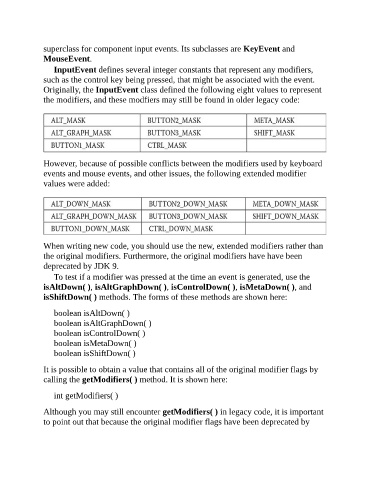 superclass for component input events. Its subclasses are KeyEvent and
MouseEvent.
InputEvent defines several integer constants that represent any modifiers,
such as the control key being pressed, that might be associated with the event.
Originally, the InputEvent class defined the following eight values to represent
the modifiers, and these modfiers may still be found in older legacy code:
ALT_MASK BUTTON2_MASK META_MASK
ALT_GRAPH_MASK BUTTON3_MASK SHIFT_MASK
BUTTON1_MASK CTRL_MASK
However, because of possible conflicts between the modifiers used by keyboard
events and mouse events, and other issues, the following extended modifier
values were added:
ALT_DOWN_MASK BUTTON2_DOWN_MASK META_DOWN_MASK
ALT_GRAPH_DOWN_MASK BUTTON3_DOWN_MASK SHIFT_DOWN_MASK
BUTTON1_DOWN_MASK CTRL_DOWN_MASK
When writing new code, you should use the new, extended modifiers rather than
the original modifiers. Furthermore, the original modifiers have have been
deprecated by JDK 9.
To test if a modifier was pressed at the time an event is generated, use the
isAltDown( ), isAltGraphDown( ), isControlDown( ), isMetaDown( ), and
isShiftDown( ) methods. The forms of these methods are shown here:
boolean isAltDown( )
boolean isAltGraphDown( )
boolean isControlDown( )
boolean isMetaDown( )
boolean isShiftDown( )
It is possible to obtain a value that contains all of the original modifier flags by
calling the getModifiers( ) method. It is shown here:
int getModifiers( )
Although you may still encounter getModifiers( ) in legacy code, it is important
to point out that because the original modifier flags have been deprecated by